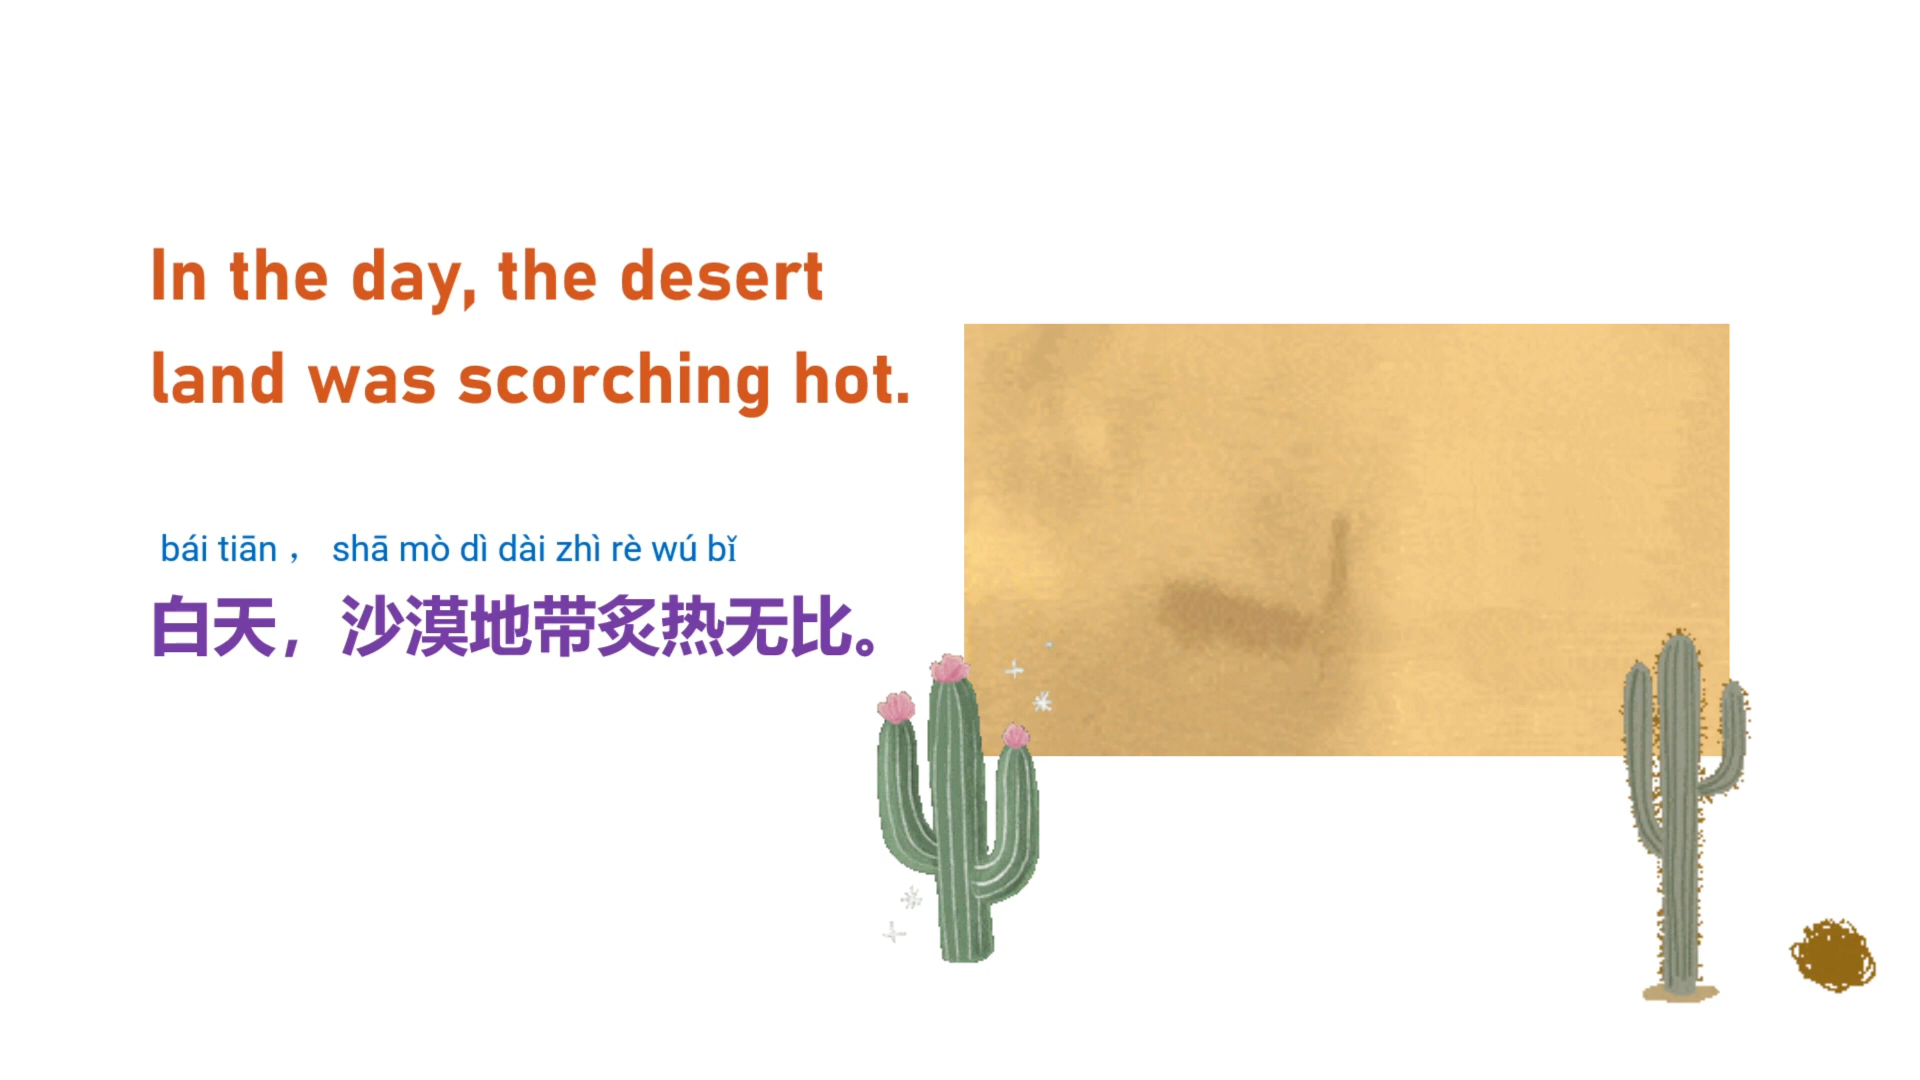 In the day, the desert
land was scorching hot.
bái tiān ， shā mò dì dài zhì rè wú bǐ
白天，沙漠地带炙热无比。